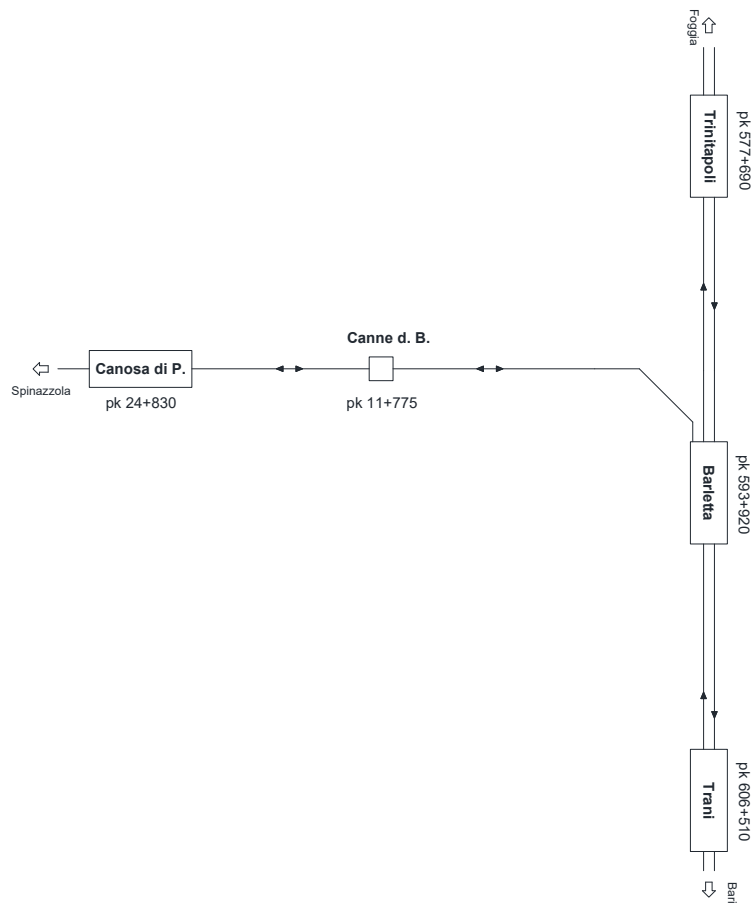 Foggia
Trinitapoli
pk 577+690
Canne d. B.
Canosa di P.
Spinazzola
pk 24+830
pk 11+775
Barletta
pk 593+920
Trani
pk 606+510
Bari